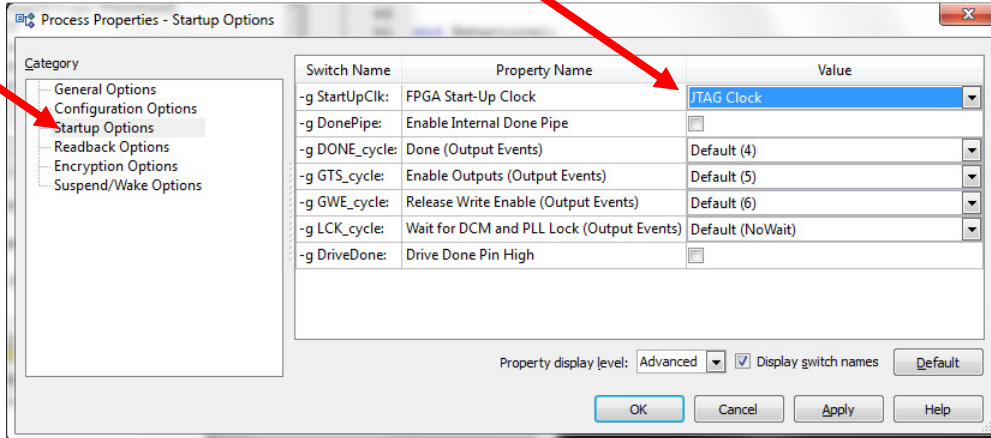 Process Properties - Startup Options
Category
General Options
Configuration Options
Startup Options
Readback Options
Encryption Options
Suspend/Wake Options
Switch Name Property Name Value
-g StartUpClk: FPGA Start-Up Clock JTAG Clock
-g DonePipe: Enable Internal Done Pipe
-g DONE_cycle: Done (Output Events) Default (4)
-g GTS_cycle: Enable Outputs (Output Events) Default (5)
-g GWE_cycle: Release Write Enable (Output Events) Default (6)
-g LCK_cycle: Wait for DCM and PLL Lock (Output Events) Default (NoWait)
-g DriveDone: Drive Done Pin High
Property display level: Advanced Display switch names Default
OK Cancel Apply Help